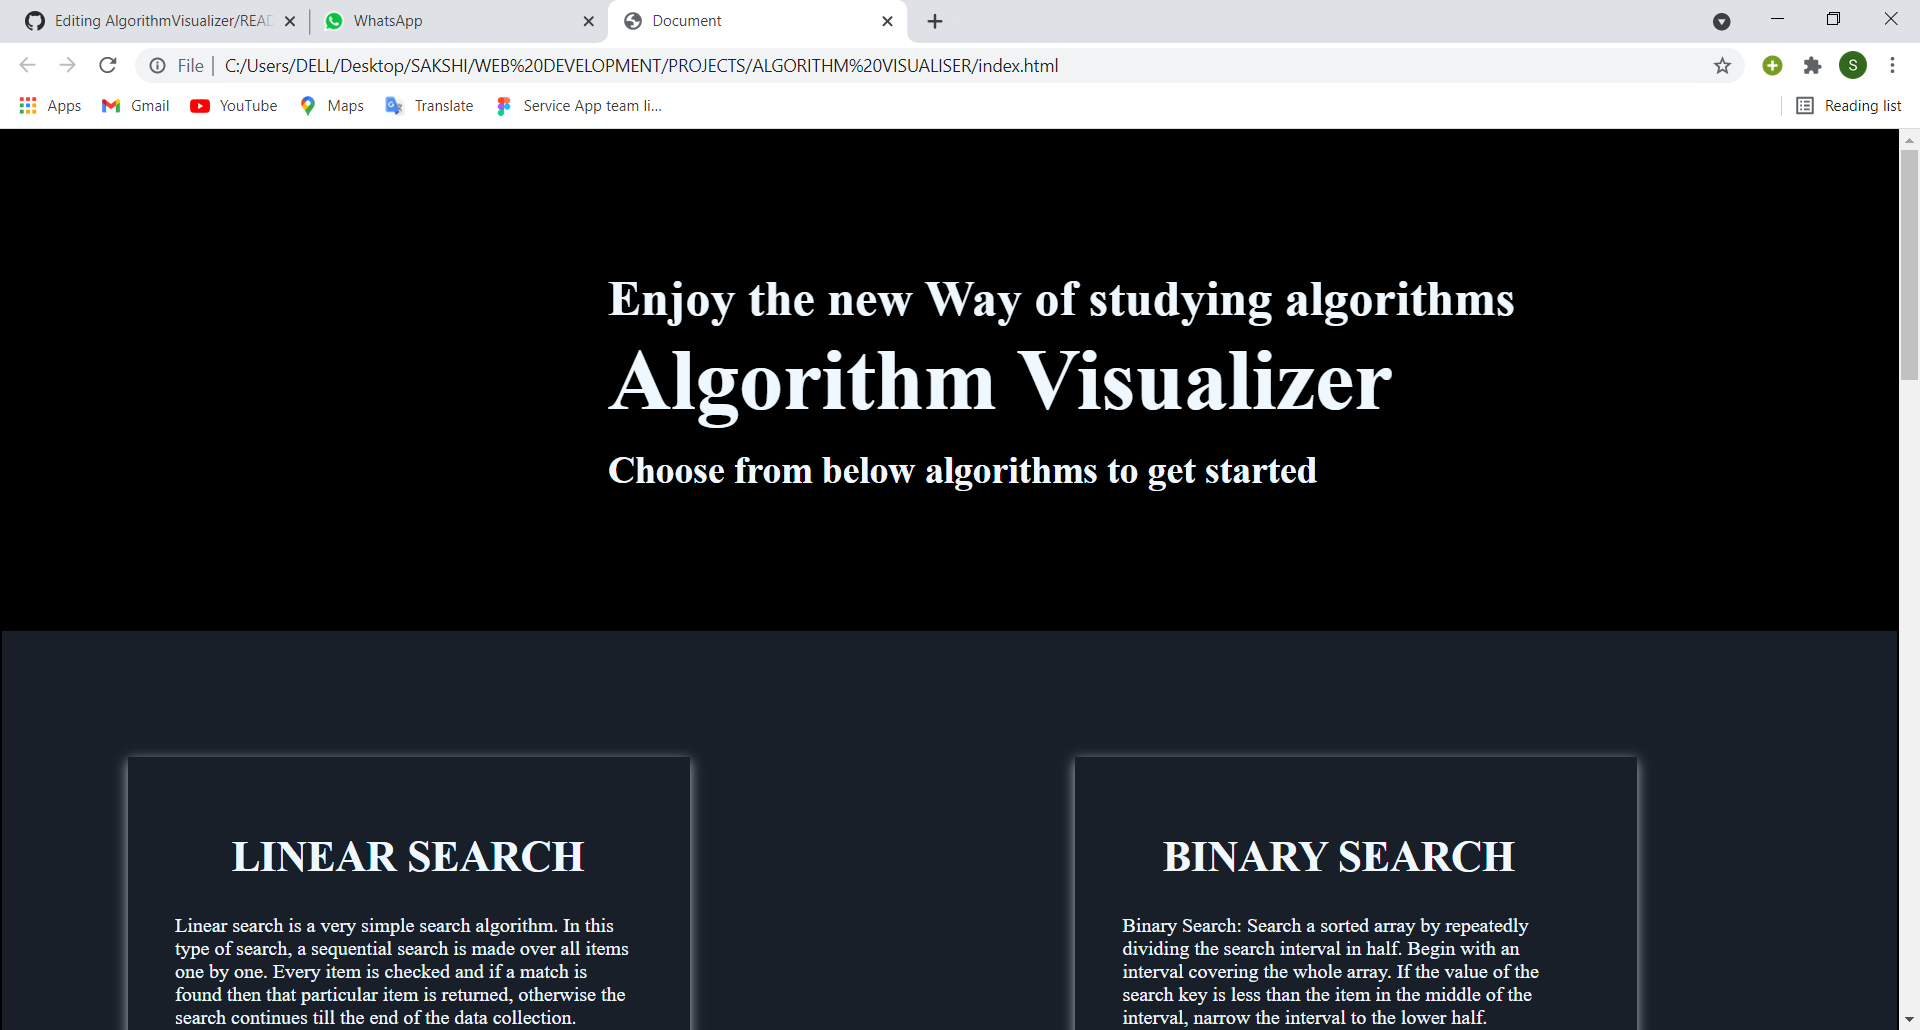 Editing AlgorithmVisualizer/READ
WhatsApp
Document
File
C:/Users/DELL/Desktop/SAKSHI/WEB%20DEVELOPMENT/PROJECTS/ALGORITHM%20VISUALISER/index.html
S
Apps
Gmail
YouTube
Maps
Translate
Service App team li...
Reading list
Enjoy the new Way of studying algorithms
Algorithm Visualizer
Choose from below algorithms to get started
LINEAR SEARCH
Linear search is a very simple search algorithm. In this
type of search, a sequential search is made over all items
one by one. Every item is checked and if a match is
found then that particular item is returned, otherwise the
search continues till the end of the data collection.
BINARY SEARCH
Binary Search: Search a sorted array by repeatedly
dividing the search interval in half. Begin with an
interval covering the whole array. If the value of the
search key is less than the item in the middle of the
interval, narrow the interval to the lower half.